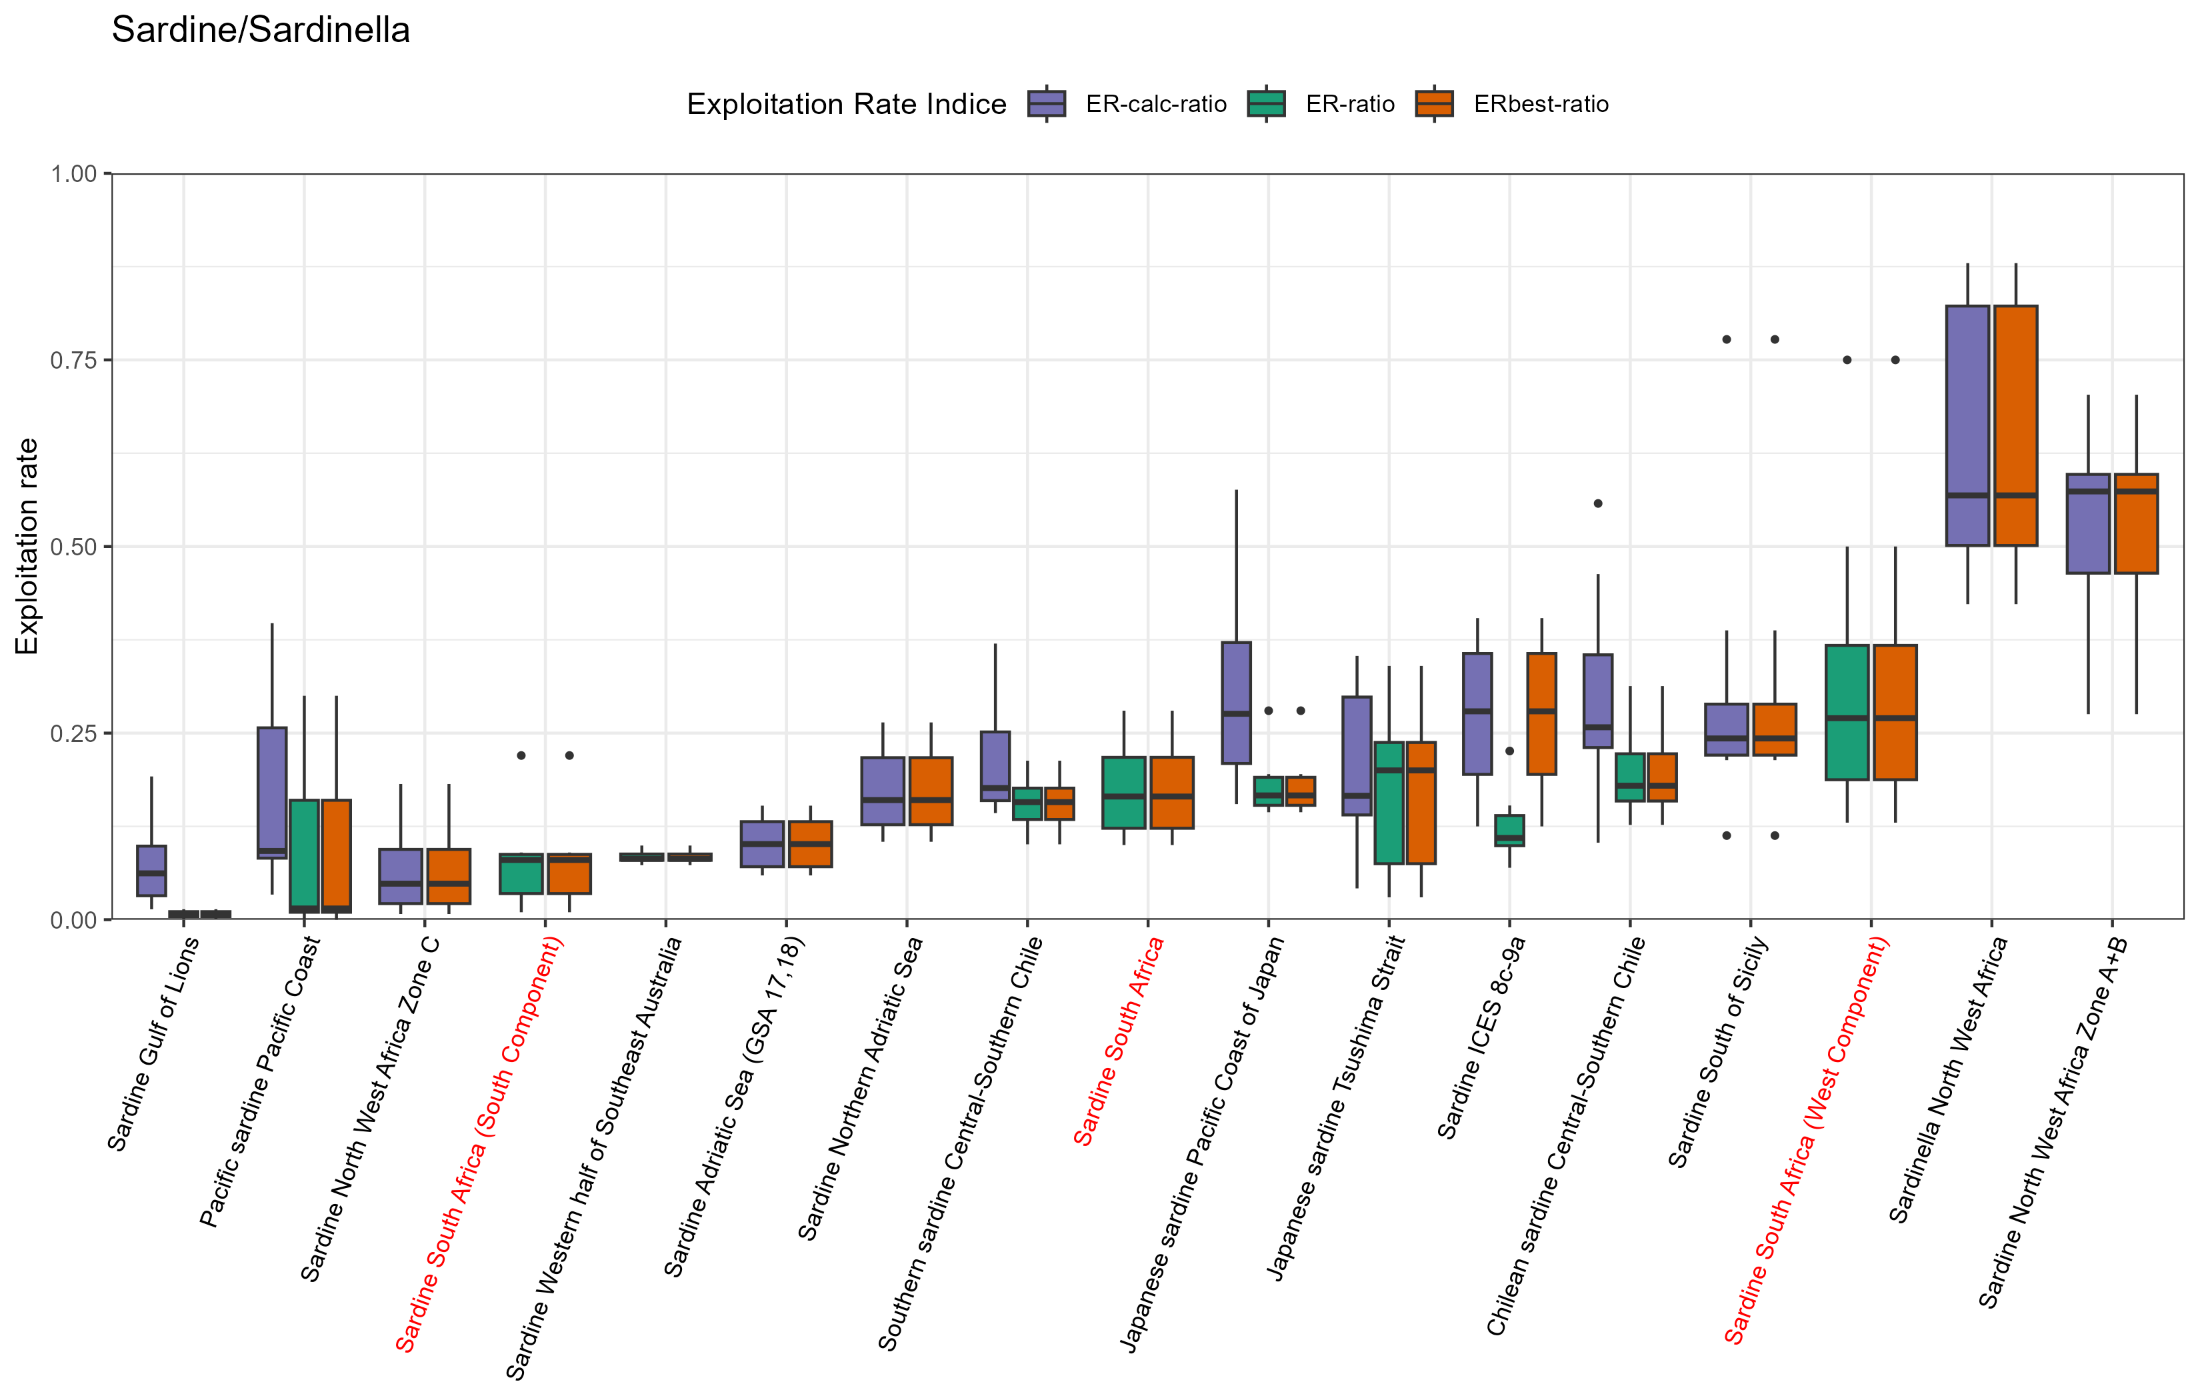 Sardine/Sardinella
Exploitation Rate Indice ER-calc-ratio ER-ratio ERbest-ratio
Exploitation rate
1.00
0.75
0.50
0.25
0.00
Sardine Gulf of Lions
Pacific sardine Pacific Coast
Sardine North West Africa Zone C
Sardine South Africa (South Component)
Sardine Western half of Southeast Australia
Sardine Adriatic Sea (GSA 17,18)
Sardine Northern Adriatic Sea
Southern sardine Central-Southern Chile
Sardine South Africa
Japanese sardine Pacific Coast of Japan
Japanese sardine Tsushima Strait
Sardine ICES 8c-9a
Chilean sardine Central-Southern Chile
Sardine South of Sicily
Sardine South Africa (West Component)
Sardinella North West Africa
Sardine North West Africa Zone A+B